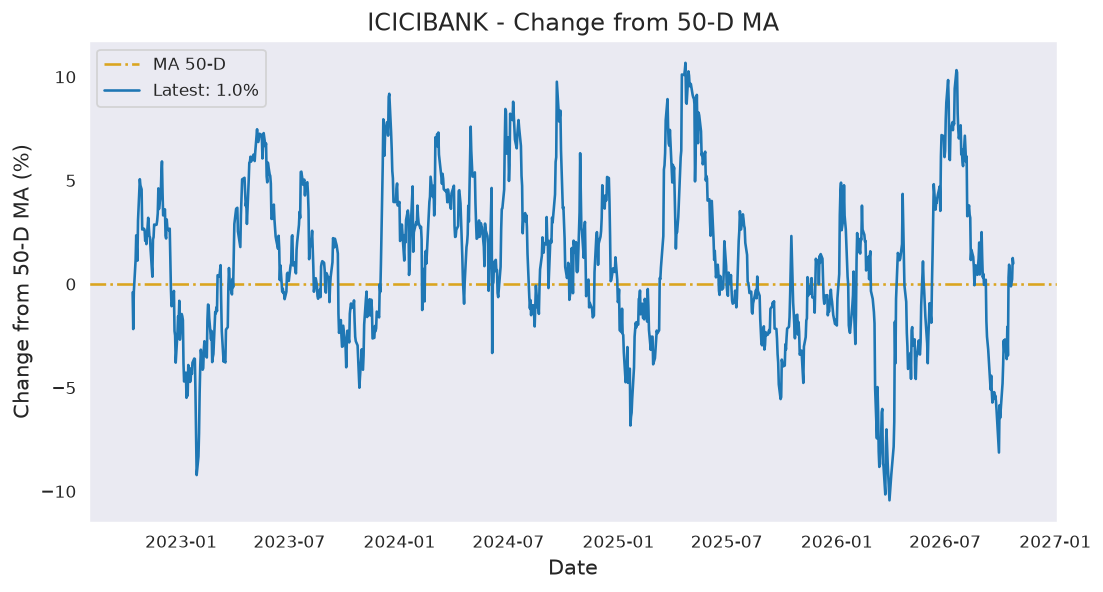 ICICIBANK - Change from 50-D MA
MA 50-D
Latest: 1.0%
Change from 50-D MA (%)
10
5
0
−5
−10
2023-01
2023-07
2024-01
2024-07
2025-01
2025-07
2026-01
2026-07
2027-01
Date